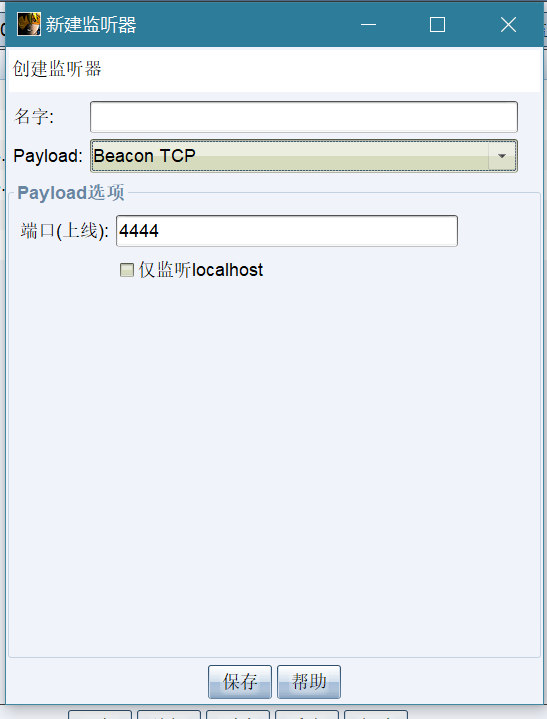 新建监听器
创建监听器
名字:
Payload: Beacon TCP
Payload选项
端口(上线): 4444
仅监听localhost
保存 帮助